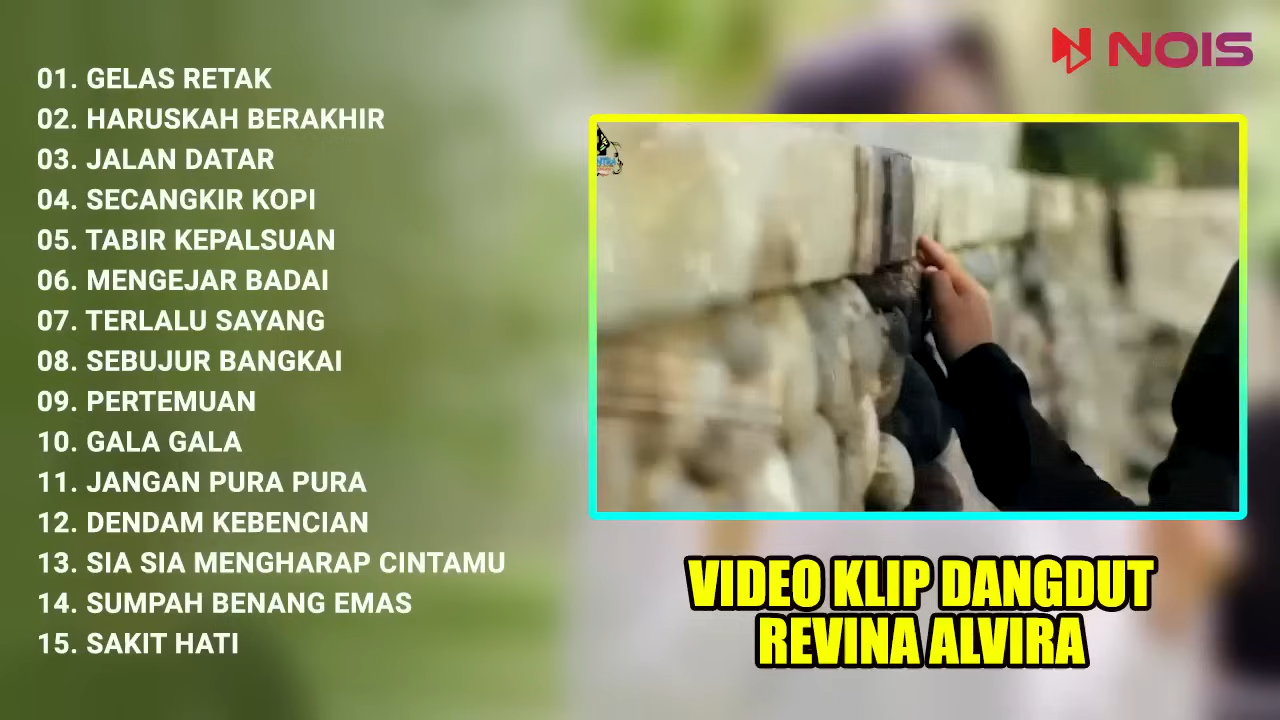 NOIS
01. GELAS RETAK
02. HARUSKAH BERAKHIR
03. JALAN DATAR
04. SECANGKIR KOPI
05. TABIR KEPALSUAN
06. MENGEJAR BADAI
07. TERLALU SAYANG
08. SEBUJUR BANGKAI
09. PERTEMUAN
10. GALA GALA
11. JANGAN PURA PURA
12. DENDAM KEBENCIAN
13. SIA SIA MENGHARAP CINTAMU
14. SUMPAH BENANG EMAS
15. SAKIT HATI
VIDEO KLIP DANGDUT
REVINA ALVIRA